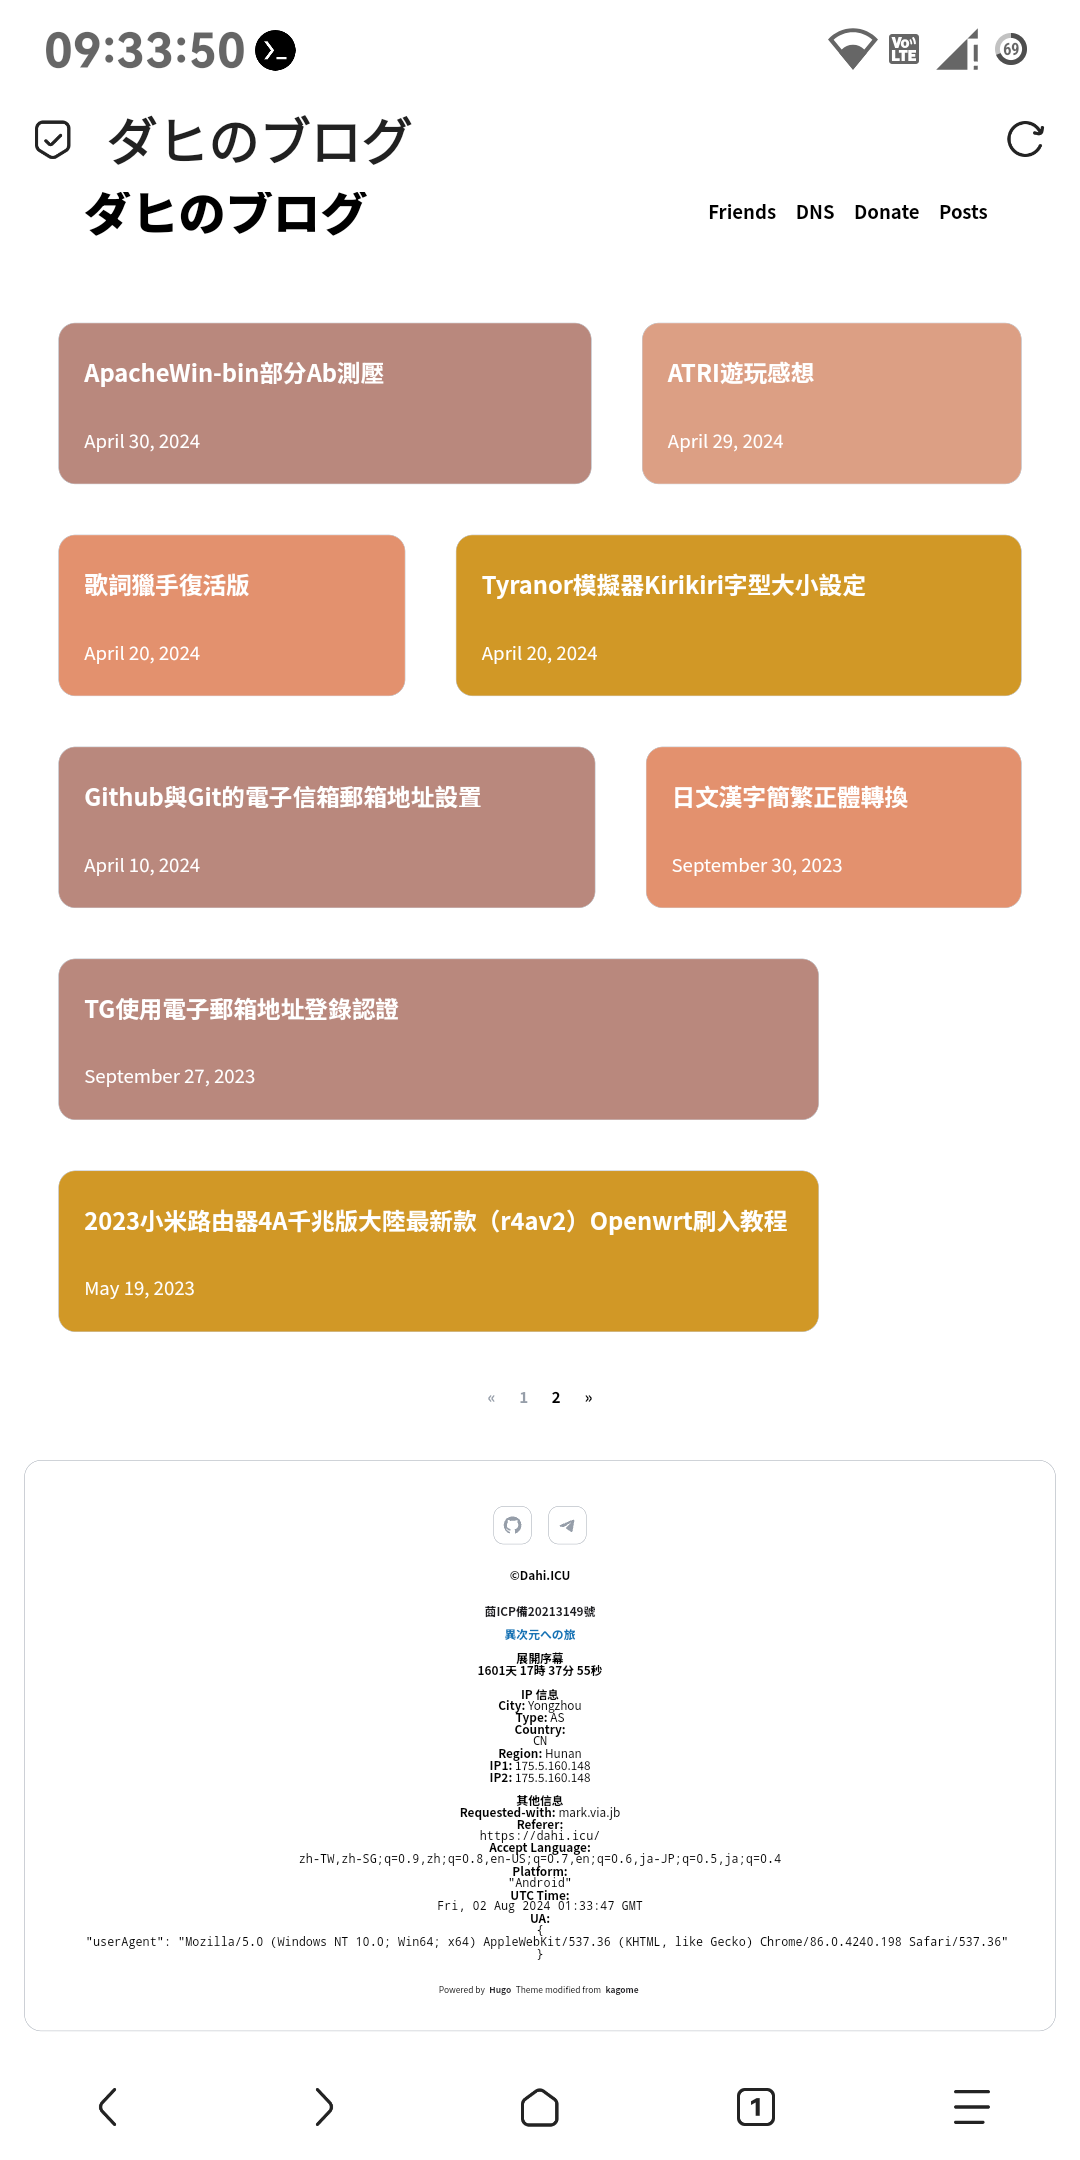 09:33:50
Vo LTE
69
ダヒのブログ
ダヒのブログ
Friends DNS Donate Posts
ApacheWin-bin部分Ab測壓
April 30, 2024
ATRI遊玩感想
April 29, 2024
歌詞獵手復活版
April 20, 2024
Tyranor模擬器Kirikiri字型大小設定
April 20, 2024
Github與Git的電子信箱郵箱地址設置
April 10, 2024
日文漢字簡繁正體轉換
September 30, 2023
TG使用電子郵箱地址登錄認證
September 27, 2023
2023小米路由器4A千兆版大陸最新款（r4av2）Openwrt刷入教程
May 19, 2023
« 1 2 »
©Dahi.ICU
茴ICP備20213149號
異次元への旅
展開序幕
1601天 17時 37分 55秒
IP 信息
City: Yongzhou
Type: AS
Country:
CN
Region: Hunan
IP1: 175.5.160.148
IP2: 175.5.160.148
其他信息
Requested-with: mark.via.jb
Referer:
https://dahi.icu/
Accept Language:
zh-TW,zh-SG;q=0.9,zh;q=0.8,en-US;q=0.7,en;q=0.6,ja-JP;q=0.5,ja;q=0.4
Platform:
"Android"
UTC Time:
Fri, 02 Aug 2024 01:33:47 GMT
UA:
{
"userAgent": "Mozilla/5.0 (Windows NT 10.0; Win64; x64) AppleWebKit/537.36 (KHTML, like Gecko) Chrome/86.0.4240.198 Safari/537.36"
}
Powered by Hugo Theme modified from kagome
1